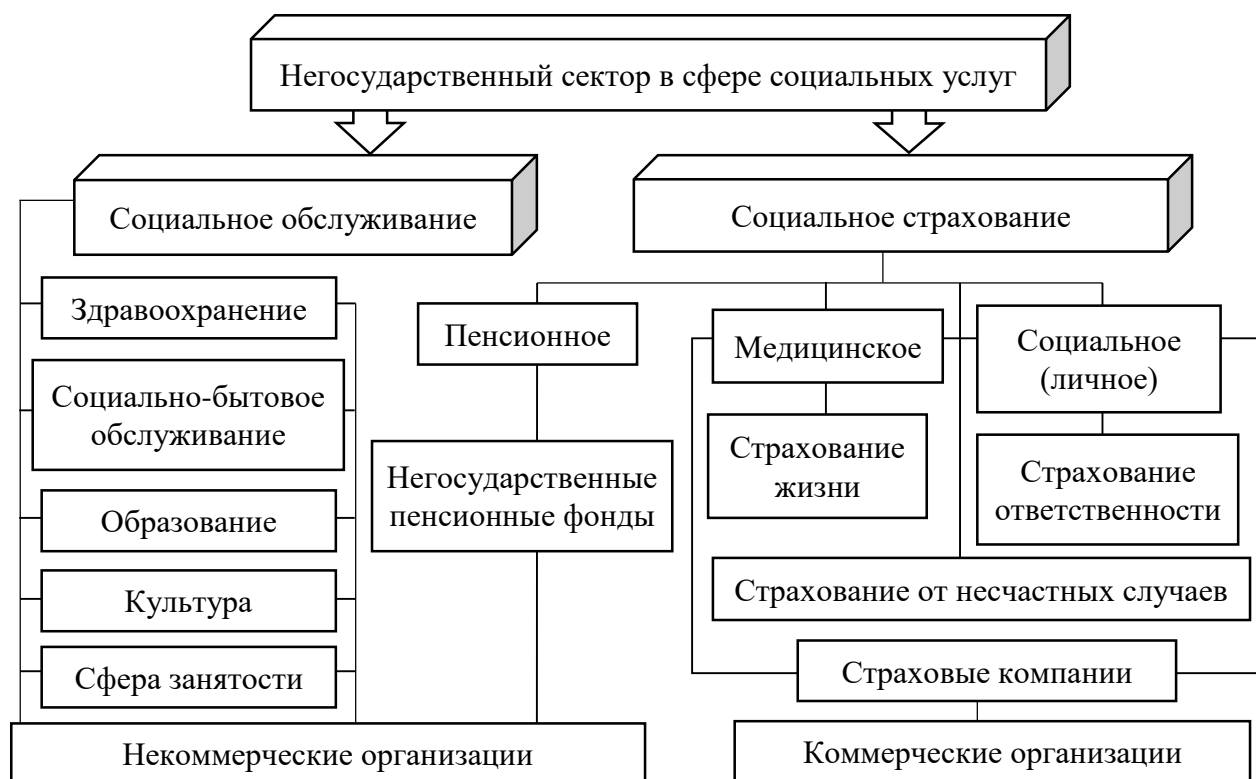 Негосударственный сектор в сфере социальных услуг
Социальное обслуживание
Социальное страхование
Здравоохранение
Социально-бытовое
обслуживание
Образование
Культура
Сфера занятости
Пенсионное
Негосударственные
пенсионные фонды
Медицинское
Страхование
жизни
Социальное
(личное)
Страхование
ответственности
Страхование от несчастных случаев
Страховые компании
Некоммерческие организации
Коммерческие организации